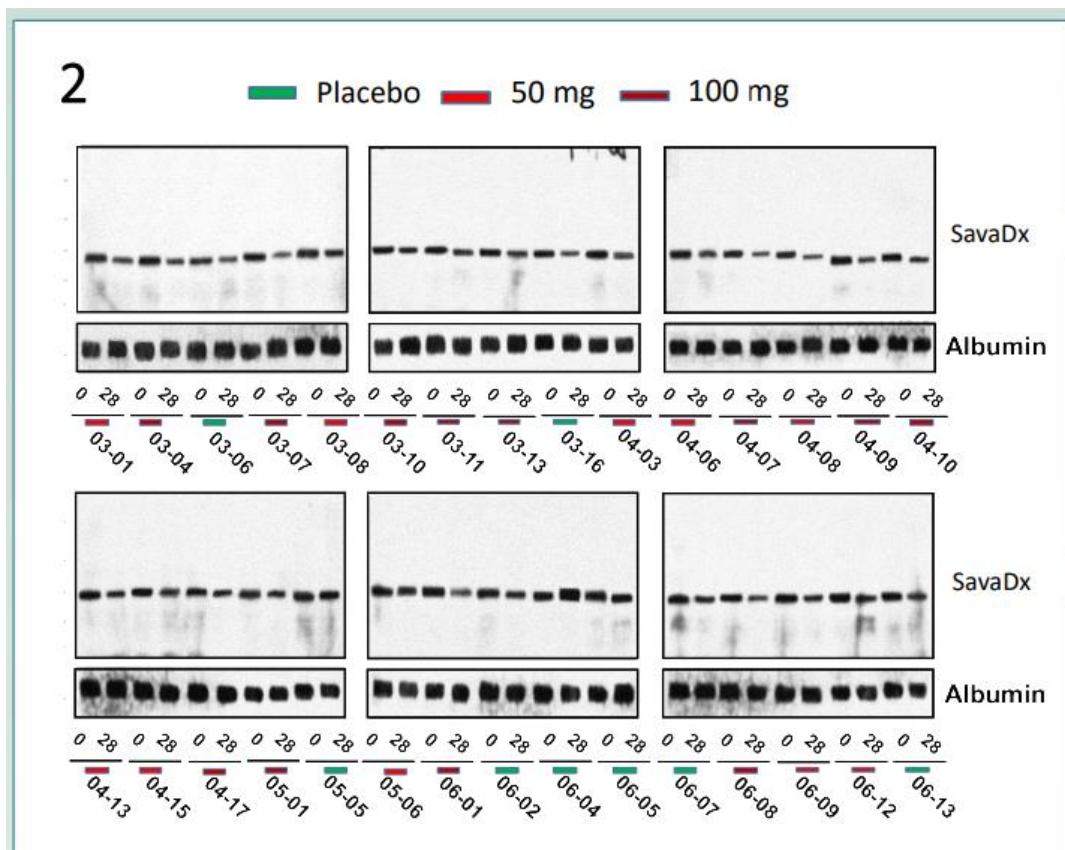 2
Placebo 50 mg 100 mg
SavaDx
Albumin
0 28 0 28 0 28 0 28 0 28 0 28 0 28 0 28 0 28 0 28 0 28 0 28 0 28 0 28 0 28
03-01 03-04 03-06 03-07 03-08 03-10 03-11 03-13 03-16 04-03 04-06 04-07 04-08 04-09 04-10
SavaDx
Albumin
0 28 0 28 0 28 0 28 0 28 0 28 0 28 0 28 0 28 0 28 0 28 0 28 0 28 0 28 0 28
04-13 04-15 04-17 05-01 05-05 05-06 06-01 06-02 06-04 06-05 06-07 06-08 06-09 06-12 06-13